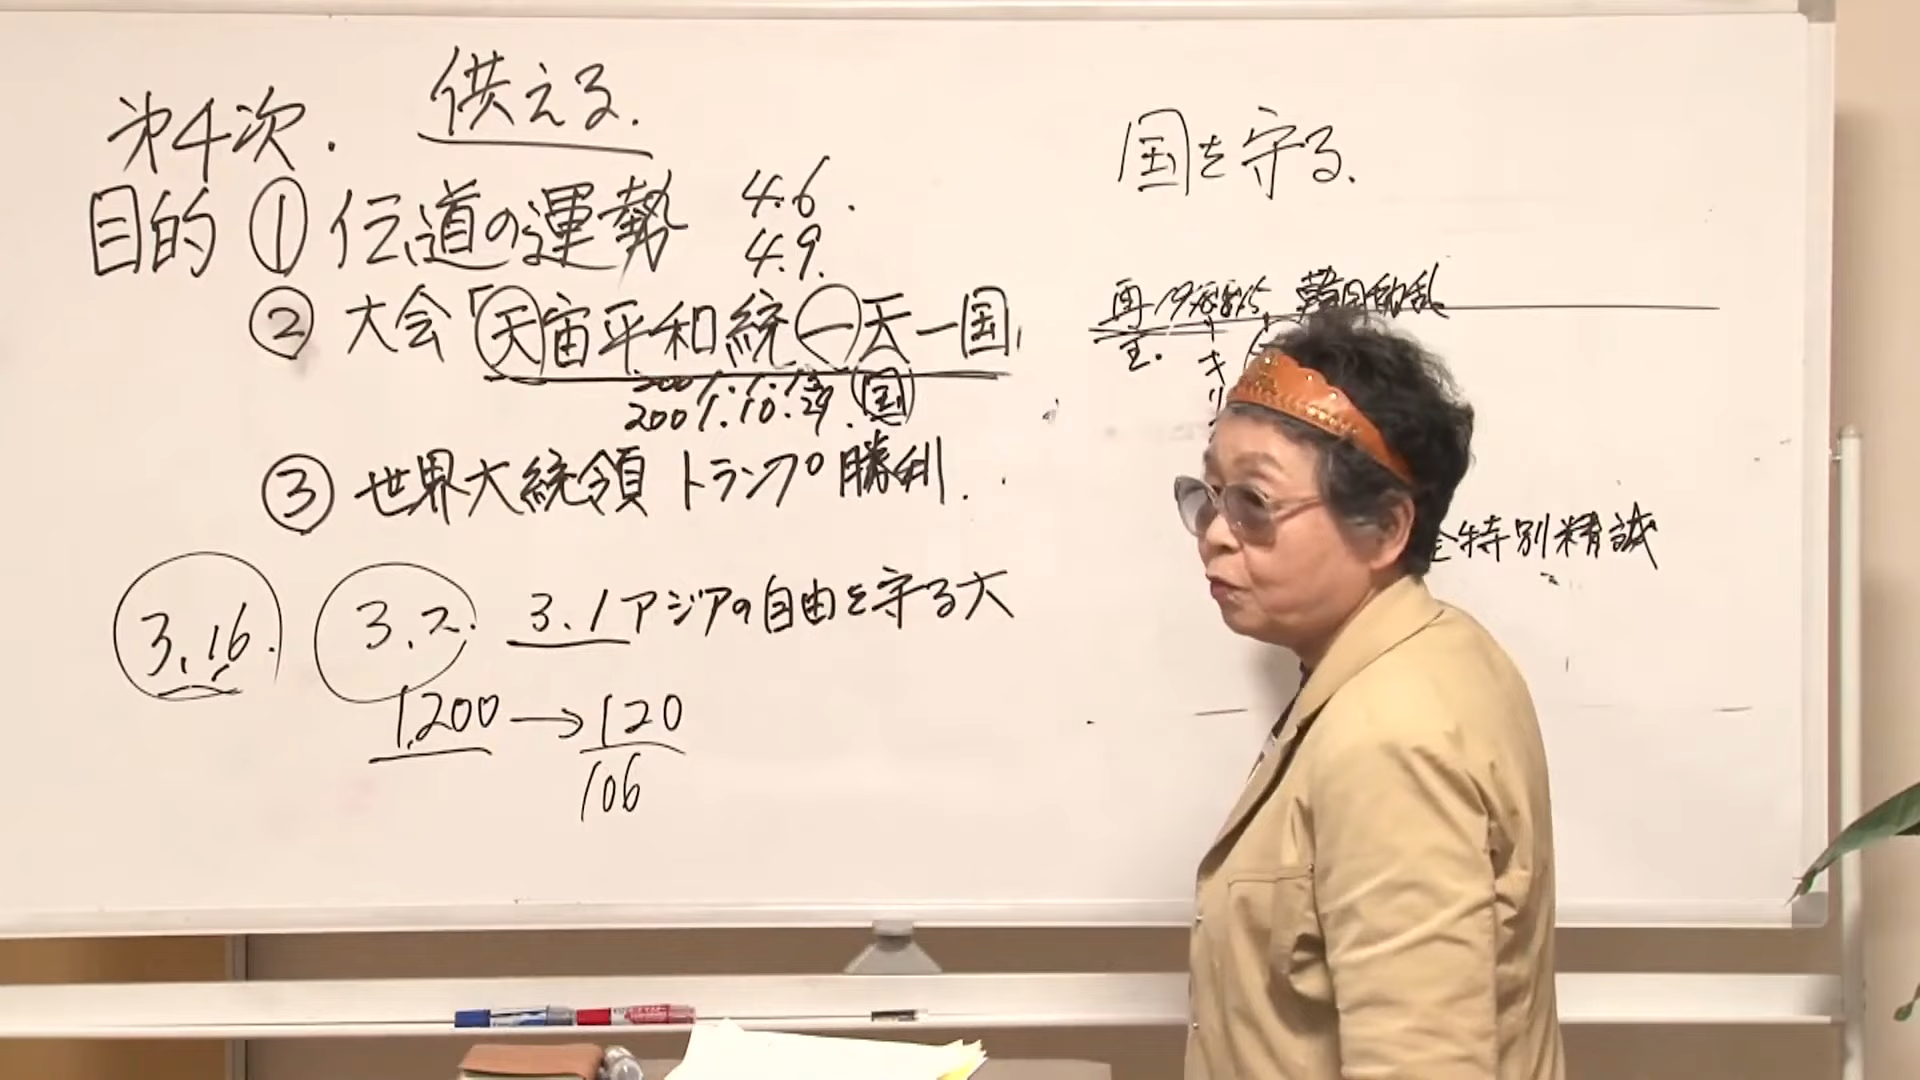 供える.
第4次.
目的 ① 伝道の運勢 4.6.
4.9.
② 大会「天宙平和統一天一国
2001.10.29. 国
③ 世界大統領 トランプ 勝利.
3.16. 3.2. 3.1 アジアの自由を守る大
1,200 → 120
106
国を守る.
特別精誠